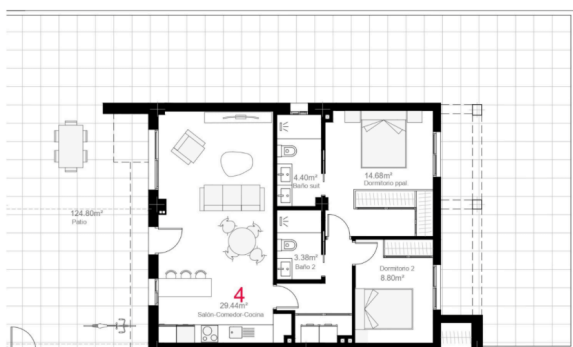 4.40m²
Baño suit
14.68m²
Dormitorio ppal
124.80m²
Patio
3.38m²
Baño 2
Dormitorio 2
8.80m²
4
29.44m²
Salón-Comedor-Cocina